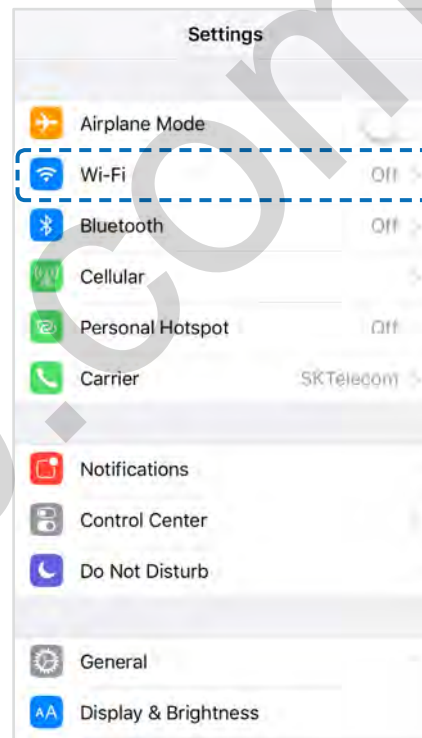 Settings
Airplane Mode
Wi-Fi Off
Bluetooth Off
Cellular
Personal Hotspot Off
Carrier SKTelecom
Notifications
Control Center
Do Not Disturb
General
AA Display & Brightness